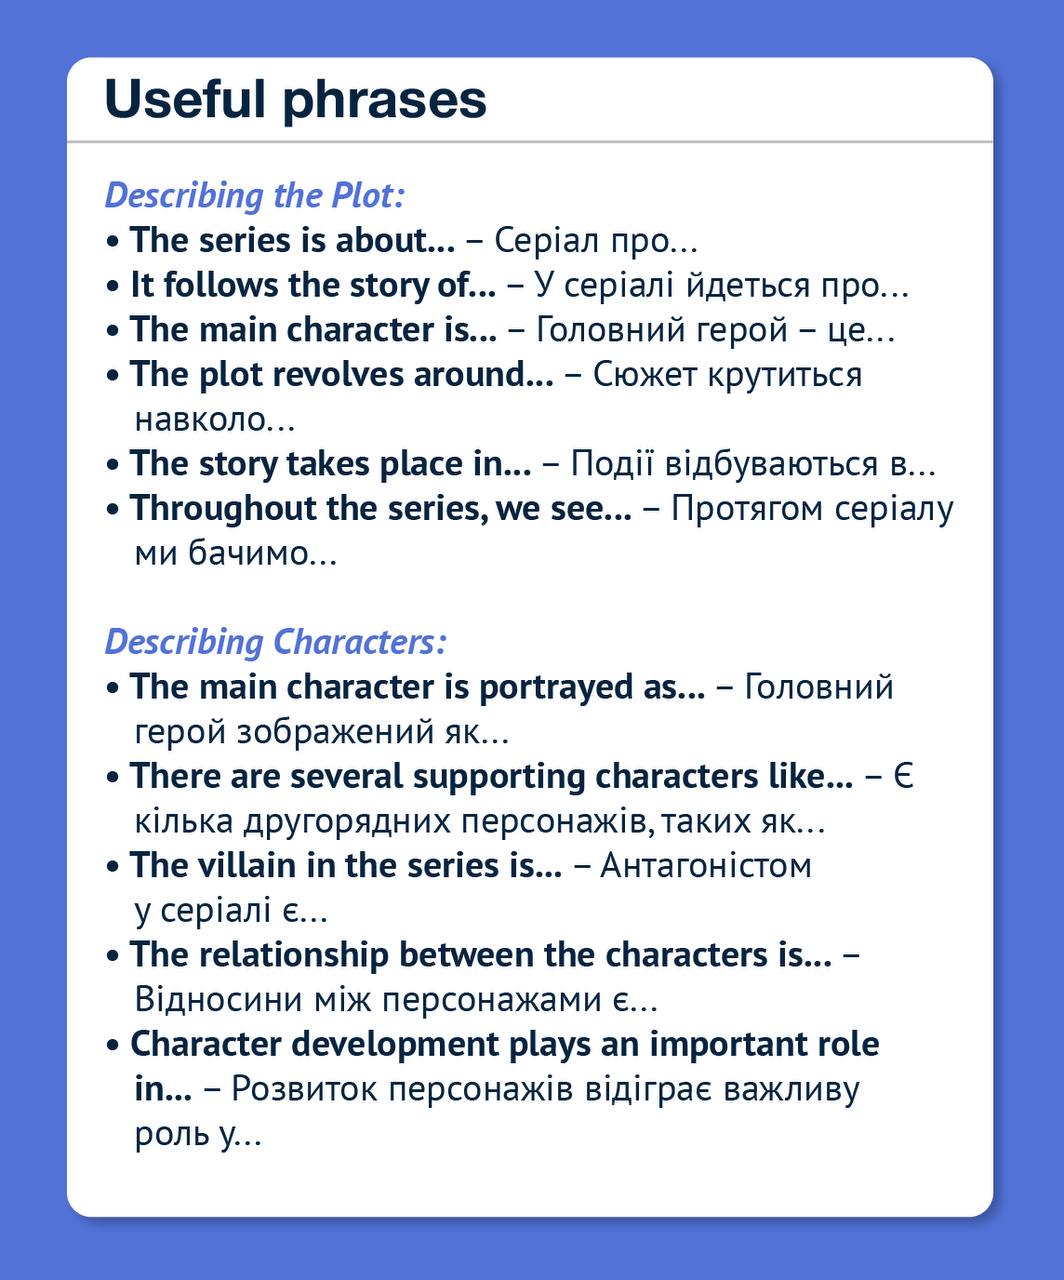 Useful phrases
Describing the Plot:
• The series is about... – Серіал про...
• It follows the story of... – У серіалі йдеться про...
• The main character is... – Головний герой – це...
• The plot revolves around... – Сюжет крутиться
навколо...
• The story takes place in... – Події відбуваються в...
• Throughout the series, we see... – Протягом серіалу
ми бачимо...
Describing Characters:
• The main character is portrayed as... – Головний
герой зображений як...
• There are several supporting characters like... – Є
кілька другорядних персонажів, таких як...
• The villain in the series is... – Антагоністом
у серіалі є...
• The relationship between the characters is... –
Відносини між персонажами є...
• Character development plays an important role
in... – Розвиток персонажів відіграє важливу
роль у...